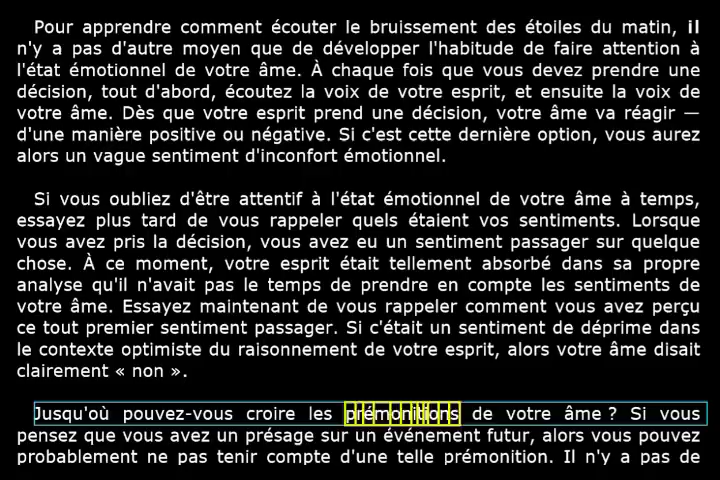 Pour apprendre comment écouter le bruissement des étoiles du matin, il
n'y a pas d'autre moyen que de développer l'habitude de faire attention à
l'état émotionnel de votre âme. À chaque fois que vous devez prendre une
décision, tout d'abord, écoutez la voix de votre esprit, et ensuite la voix de
votre âme. Dès que votre esprit prend une décision, votre âme va réagir —
d'une manière positive ou négative. Si c'est cette dernière option, vous aurez
alors un vague sentiment d'inconfort émotionnel.
Si vous oubliez d'être attentif à l'état émotionnel de votre âme à temps,
essayez plus tard de vous rappeler quels étaient vos sentiments. Lorsque
vous avez pris la décision, vous avez eu un sentiment passager sur quelque
chose. À ce moment, votre esprit était tellement absorbé dans sa propre
analyse qu'il n'avait pas le temps de prendre en compte les sentiments de
votre âme. Essayez maintenant de vous rappeler comment vous avez perçu
ce tout premier sentiment passager. Si c'était un sentiment de déprime dans
le contexte optimiste du raisonnement de votre esprit, alors votre âme disait
clairement « non ».
Jusqu'où pouvez-vous croire les prémonitions de votre âme ? Si vous
pensez que vous avez un présage sur un événement futur, alors vous pouvez
probablement ne pas tenir compte d'une telle prémonition. Il n'y a pas de